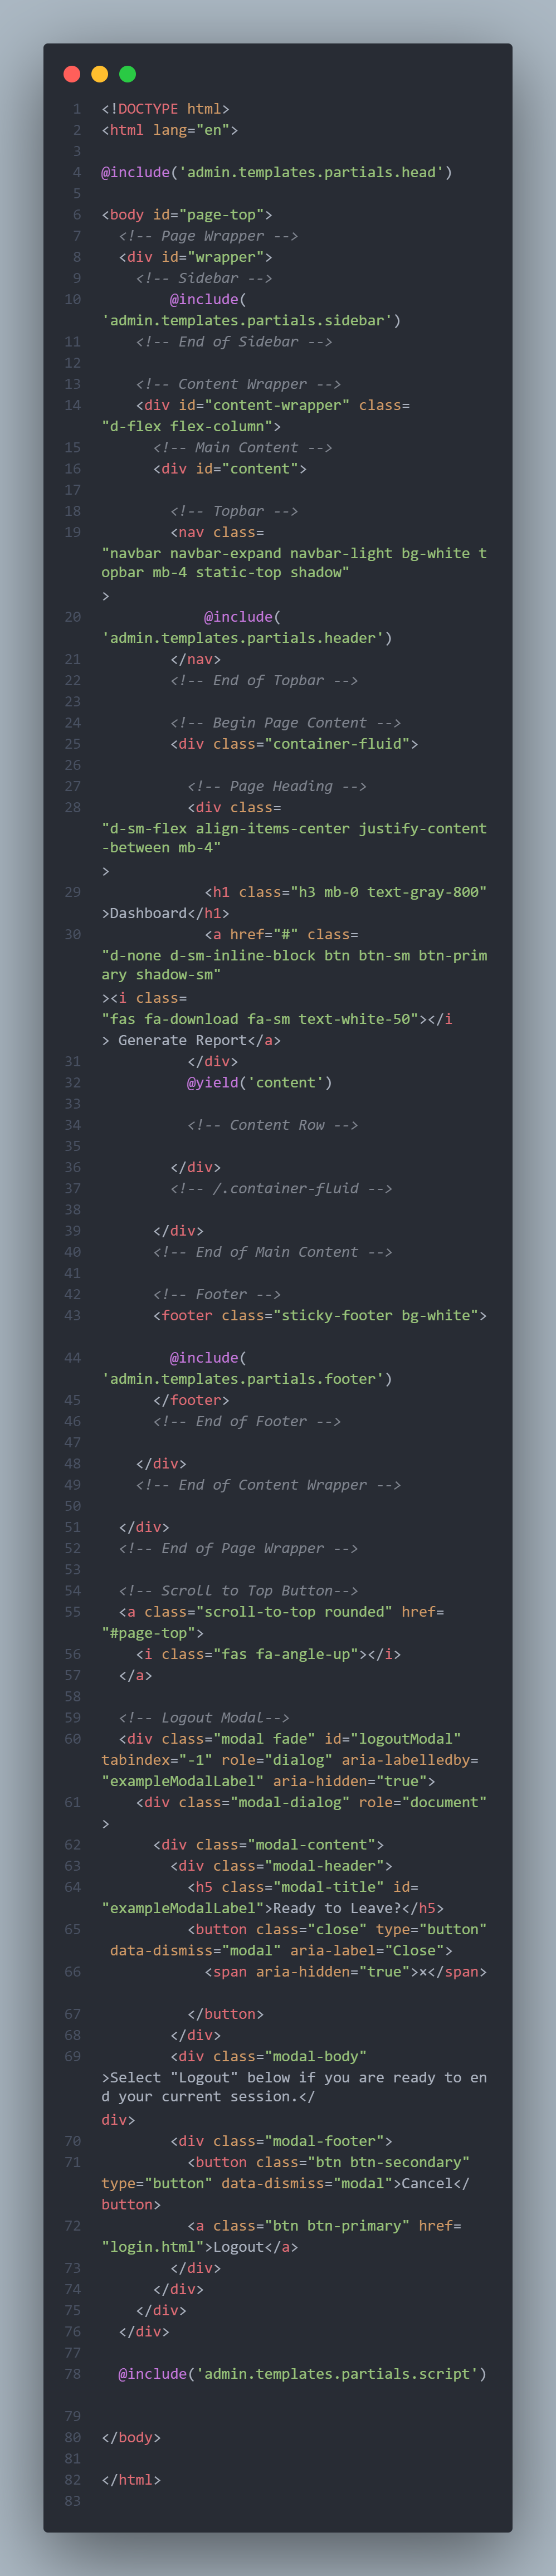 1 <!DOCTYPE html>
2 <html lang="en">
3
4 @include('admin.templates.partials.head')
5
6 <body id="page-top">
7   <!-- Page Wrapper -->
8   <div id="wrapper">
9     <!-- Sidebar -->
10         @include(
'admin.templates.partials.sidebar')
11     <!-- End of Sidebar -->
12
13     <!-- Content Wrapper -->
14     <div id="content-wrapper" class=
"d-flex flex-column">
15       <!-- Main Content -->
16       <div id="content">
17
18         <!-- Topbar -->
19         <nav class=
"navbar navbar-expand navbar-light bg-white t
opbar mb-4 static-top shadow"
>
20             @include(
'admin.templates.partials.header')
21         </nav>
22         <!-- End of Topbar -->
23
24         <!-- Begin Page Content -->
25         <div class="container-fluid">
26
27           <!-- Page Heading -->
28           <div class=
"d-sm-flex align-items-center justify-content
-between mb-4"
>
29             <h1 class="h3 mb-0 text-gray-800"
>Dashboard</h1>
30             <a href="#" class=
"d-none d-sm-inline-block btn btn-sm btn-prim
ary shadow-sm"
><i class=
"fas fa-download fa-sm text-white-50"></i
> Generate Report</a>
31           </div>
32           @yield('content')
33
34           <!-- Content Row -->
35
36         </div>
37         <!-- /.container-fluid -->
38
39       </div>
40       <!-- End of Main Content -->
41
42       <!-- Footer -->
43       <footer class="sticky-footer bg-white">
44         @include(
'admin.templates.partials.footer')
45       </footer>
46       <!-- End of Footer -->
47
48     </div>
49     <!-- End of Content Wrapper -->
50
51   </div>
52   <!-- End of Page Wrapper -->
53
54   <!-- Scroll to Top Button-->
55   <a class="scroll-to-top rounded" href=
"#page-top">
56     <i class="fas fa-angle-up"></i>
57   </a>
58
59   <!-- Logout Modal-->
60   <div class="modal fade" id="logoutModal"
tabindex="-1" role="dialog" aria-labelledby=
"exampleModalLabel" aria-hidden="true">
61     <div class="modal-dialog" role="document"
>
62       <div class="modal-content">
63         <div class="modal-header">
64           <h5 class="modal-title" id=
"exampleModalLabel">Ready to Leave?</h5>
65           <button class="close" type="button"
 data-dismiss="modal" aria-label="Close">
66             <span aria-hidden="true">×</span>
67           </button>
68         </div>
69         <div class="modal-body"
>Select "Logout" below if you are ready to en
d your current session.</
div>
70         <div class="modal-footer">
71           <button class="btn btn-secondary"
type="button" data-dismiss="modal">Cancel</
button>
72           <a class="btn btn-primary" href=
"login.html">Logout</a>
73         </div>
74       </div>
75     </div>
76   </div>
77
78   @include('admin.templates.partials.script')
79
80 </body>
81
82 </html>
83